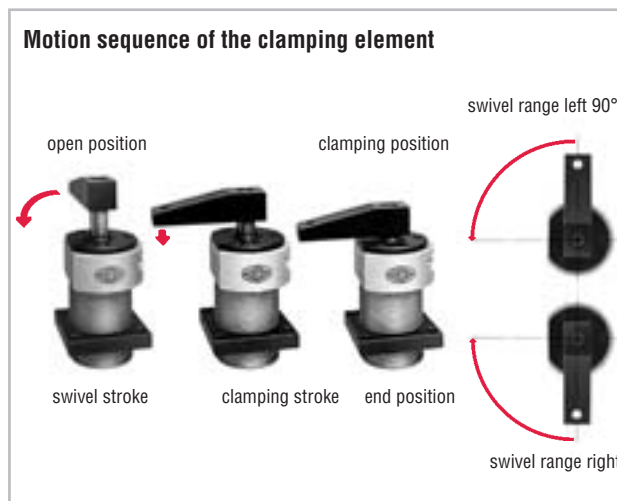 Motion sequence of the clamping element
swivel range left 90°
open position
clamping position
swivel stroke
clamping stroke
end position
swivel range right